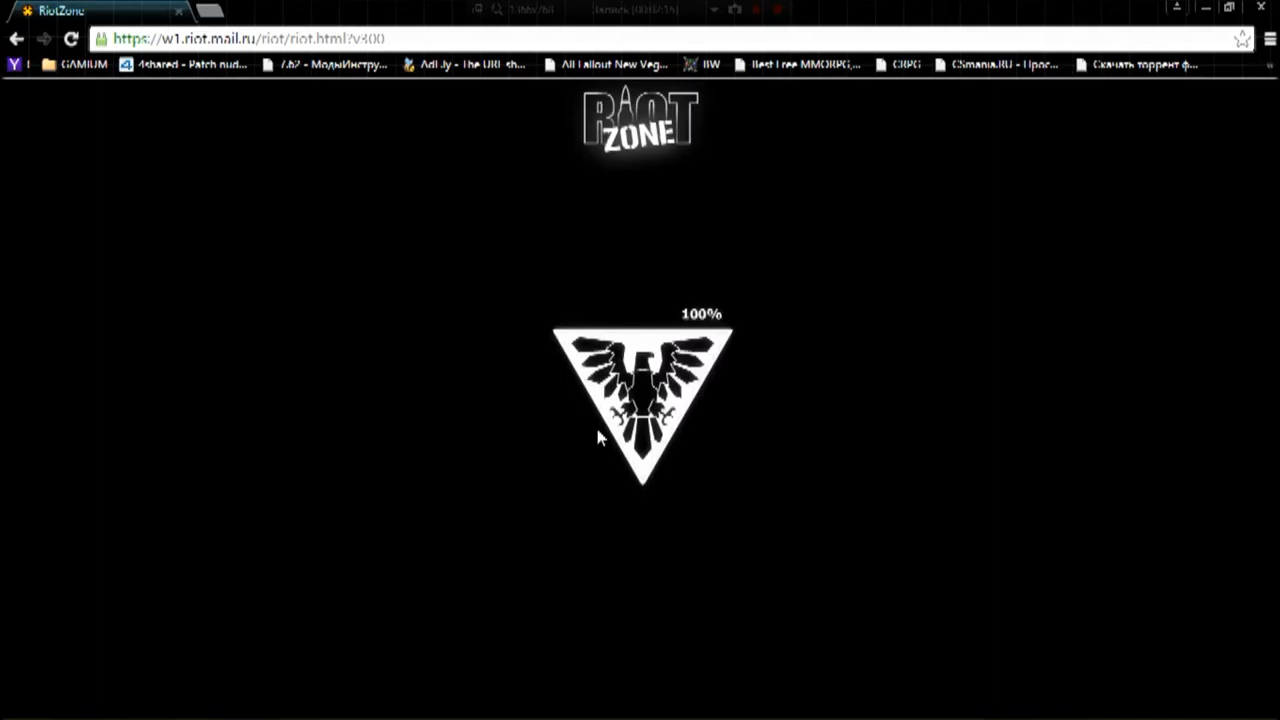 RiotZone
https://w1.riot.mail.ru/riot/riot.html?v300
GAMIUM 4shared - Patch nud... 7.62 - МодыИнстру... AdF.ly - The URL sh... All Fallout New Veg... BW Best Free MMORPG,... CRPG CSmania.RU - Прос... Скачать торрент ф...
RIOT
ZONE
100%